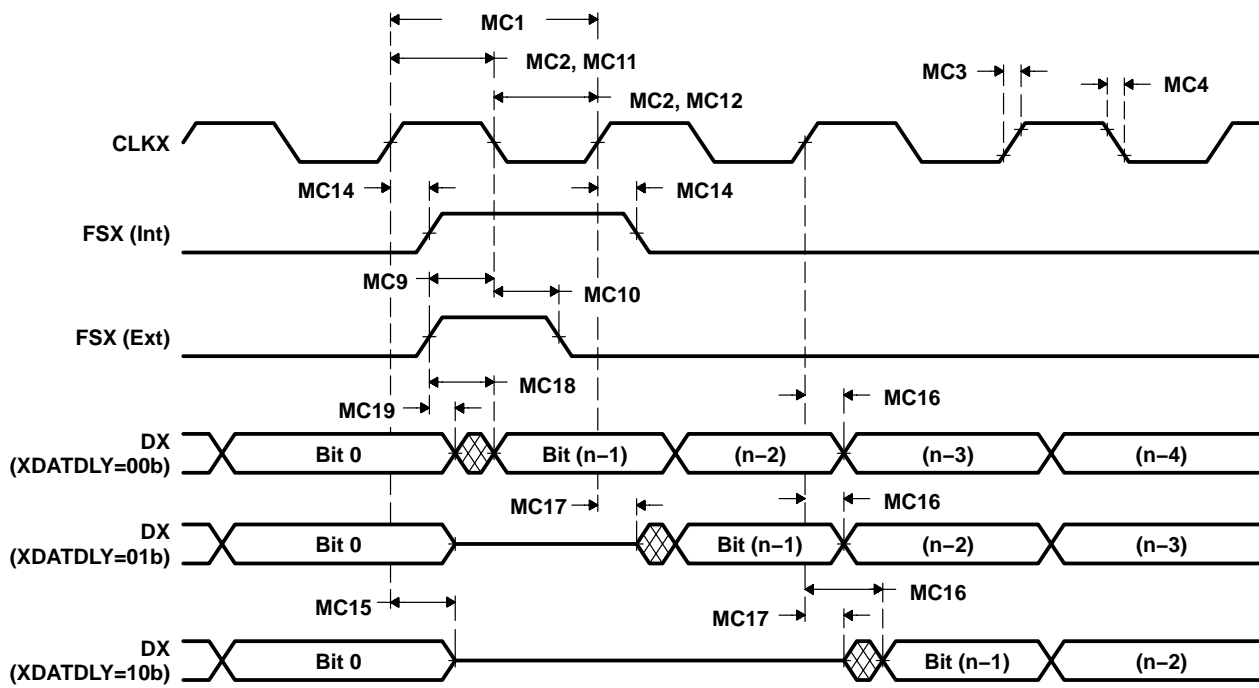 MC1
MC2, MC11
MC3
MC4
MC2, MC12
CLKX
MC14
MC14
FSX (Int)
MC9
MC10
FSX (Ext)
MC18
MC19
MC16
DX
(XDATDLY=00b)
Bit 0
Bit (n−1)
(n−2)
(n−3)
(n−4)
MC17
MC16
DX
(XDATDLY=01b)
Bit 0
Bit (n−1)
(n−2)
(n−3)
MC15
MC16
MC17
DX
(XDATDLY=10b)
Bit 0
Bit (n−1)
(n−2)